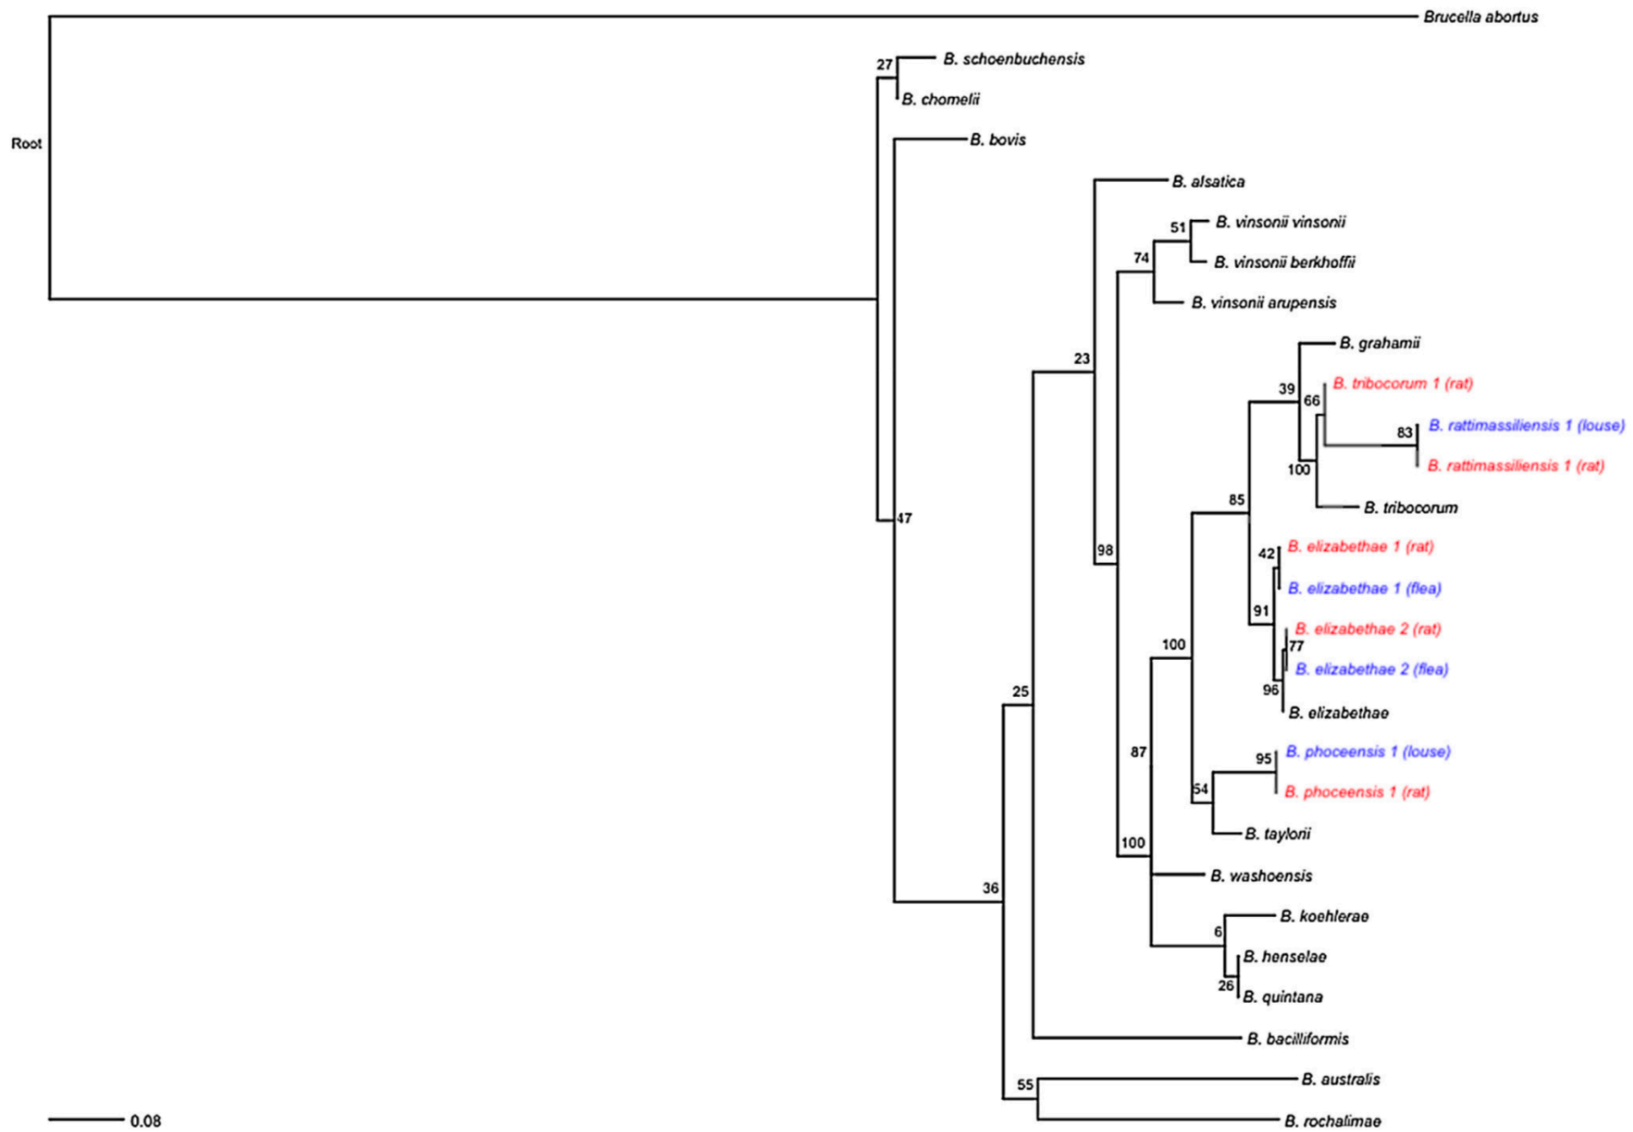 Brucella abortus
27 B. schoenbuchensis
B. chomelii
Root
B. bovis
B. alsatica
51 B. vinsonii vinsonii
74 B. vinsonii berkhoffii
B. vinsonii arupensis
23
B. grahamii
39 66 B. tribocorum 1 (rat)
83 B. rattimassiliensis 1 (louse)
100 B. rattimassiliensis 1 (rat)
85 B. tribocorum
47
98 42 B. elizabethae 1 (rat)
B. elizabethae 1 (flea)
91
B. elizabethae 2 (rat)
100 77
B. elizabethae 2 (flea)
25 96
B. elizabethae
87 95 B. phoceensis 1 (louse)
54 B. phoceensis 1 (rat)
B. taylorii
100
B. washoensis
36
B. koehlerae
6
B. henselae
26 B. quintana
B. bacilliformis
55 B. australis
0.08 B. rochalimae